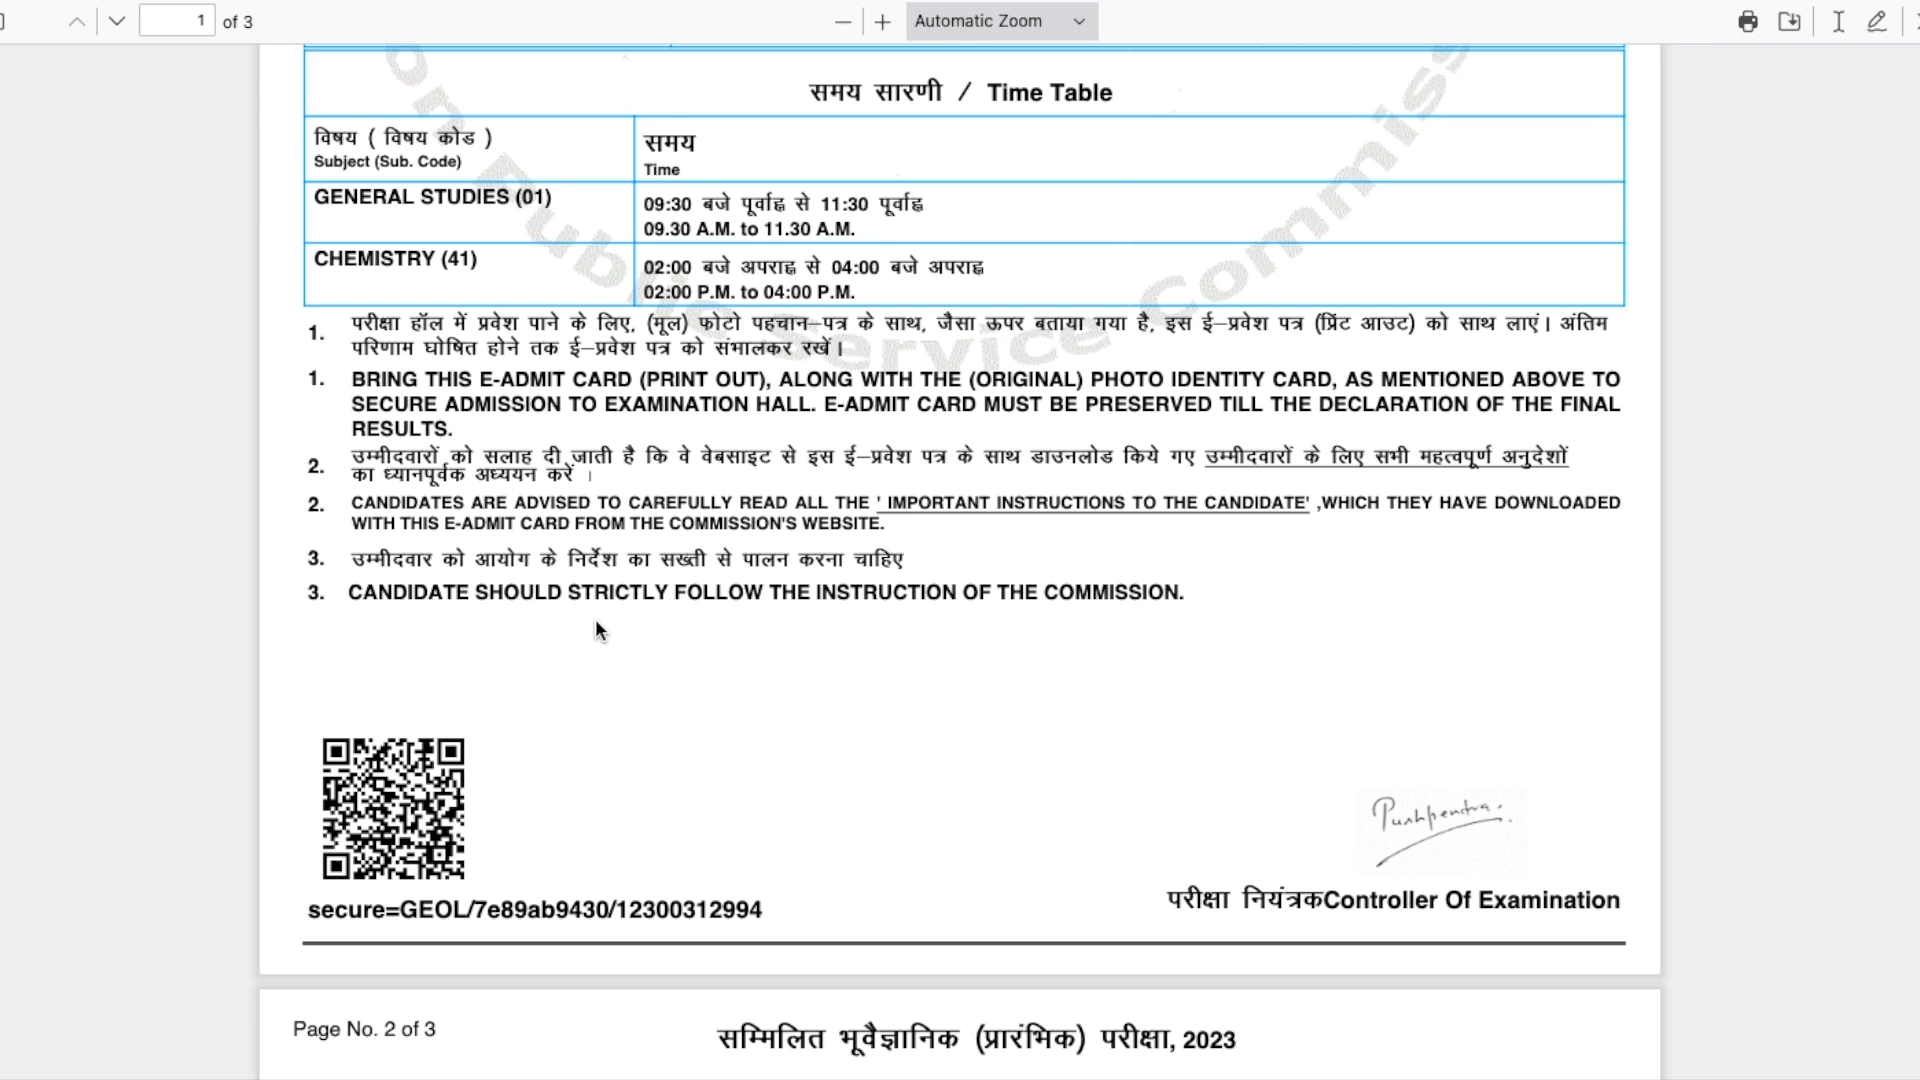 1 of 3 Automatic Zoom
समय सारणी / Time Table
विषय ( विषय कोड )
Subject (Sub. Code)
समय
Time
GENERAL STUDIES (01)
09:30 बजे पूर्वाह्न से 11:30 पूर्वाह्न
09.30 A.M. to 11.30 A.M.
CHEMISTRY (41)
02:00 बजे अपराह्न से 04:00 बजे अपराह्न
02:00 P.M. to 04:00 P.M.
on Public Service Commiss
1. परीक्षा हॉल में प्रवेश पाने के लिए, (मूल) फोटो पहचान–पत्र के साथ, जैसा ऊपर बताया गया है, इस ई–प्रवेश पत्र (प्रिंट आउट) को साथ लाएं। अंतिम
परिणाम घोषित होने तक ई–प्रवेश पत्र को संभालकर रखें।
1. BRING THIS E-ADMIT CARD (PRINT OUT), ALONG WITH THE (ORIGINAL) PHOTO IDENTITY CARD, AS MENTIONED ABOVE TO
SECURE ADMISSION TO EXAMINATION HALL. E-ADMIT CARD MUST BE PRESERVED TILL THE DECLARATION OF THE FINAL
RESULTS.
2. उम्मीदवारों को सलाह दी जाती है कि वे वेबसाइट से इस ई–प्रवेश पत्र के साथ डाउनलोड किये गए उम्मीदवारों के लिए सभी महत्वपूर्ण अनुदेशों
का ध्यानपूर्वक अध्ययन करें ।
2. CANDIDATES ARE ADVISED TO CAREFULLY READ ALL THE ' IMPORTANT INSTRUCTIONS TO THE CANDIDATE' ,WHICH THEY HAVE DOWNLOADED
WITH THIS E-ADMIT CARD FROM THE COMMISSION'S WEBSITE.
3. उम्मीदवार को आयोग के निर्देश का सख्ती से पालन करना चाहिए
3. CANDIDATE SHOULD STRICTLY FOLLOW THE INSTRUCTION OF THE COMMISSION.
Pushpendra.
secure=GEOL/7e89ab9430/12300312994
परीक्षा नियंत्रकController Of Examination
Page No. 2 of 3
सम्मिलित भूवैज्ञानिक (प्रारंभिक) परीक्षा, 2023